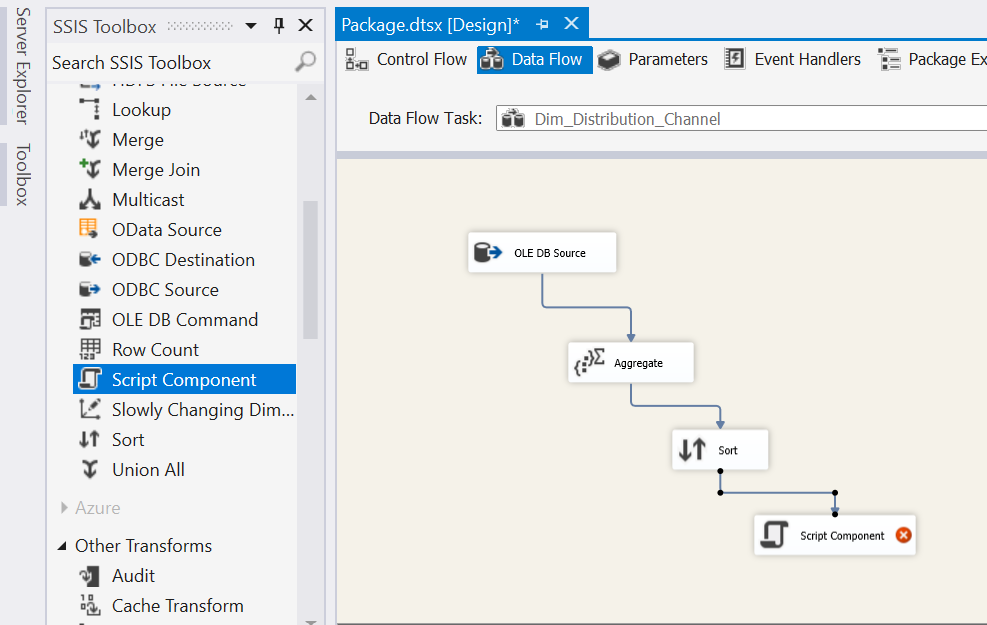 Server Explorer
Toolbox
SSIS Toolbox
Search SSIS Toolbox
HDFS File Source
Lookup
Merge
Merge Join
Multicast
OData Source
ODBC Destination
ODBC Source
OLE DB Command
Row Count
Script Component
Slowly Changing Dim...
Sort
Union All
Azure
Other Transforms
Audit
Cache Transform
Package.dtsx [Design]*
Control Flow
Data Flow
Parameters
Event Handlers
Package Ex
Data Flow Task:
Dim_Distribution_Channel
OLE DB Source
Aggregate
Sort
Script Component